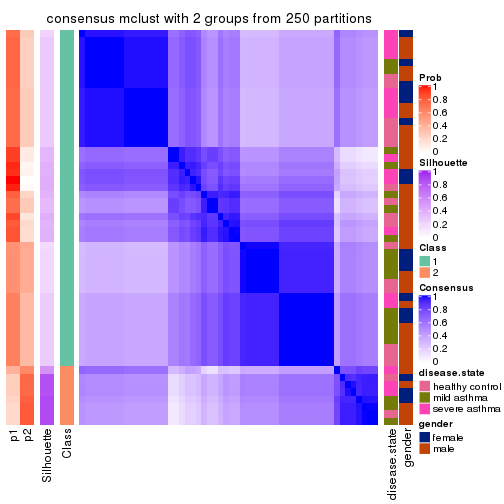 consensus mclust with 2 groups from 250 partitions
Prob
1
0.8
0.6
0.4
0.2
0
Silhouette
1
0.8
0.6
0.4
0.2
0
Class
1
2
Consensus
1
0.8
0.6
0.4
0.2
0
disease.state
healthy control
mild asthma
severe asthma
gender
female
male
p1
p2
Silhouette
Class
disease.state
gender